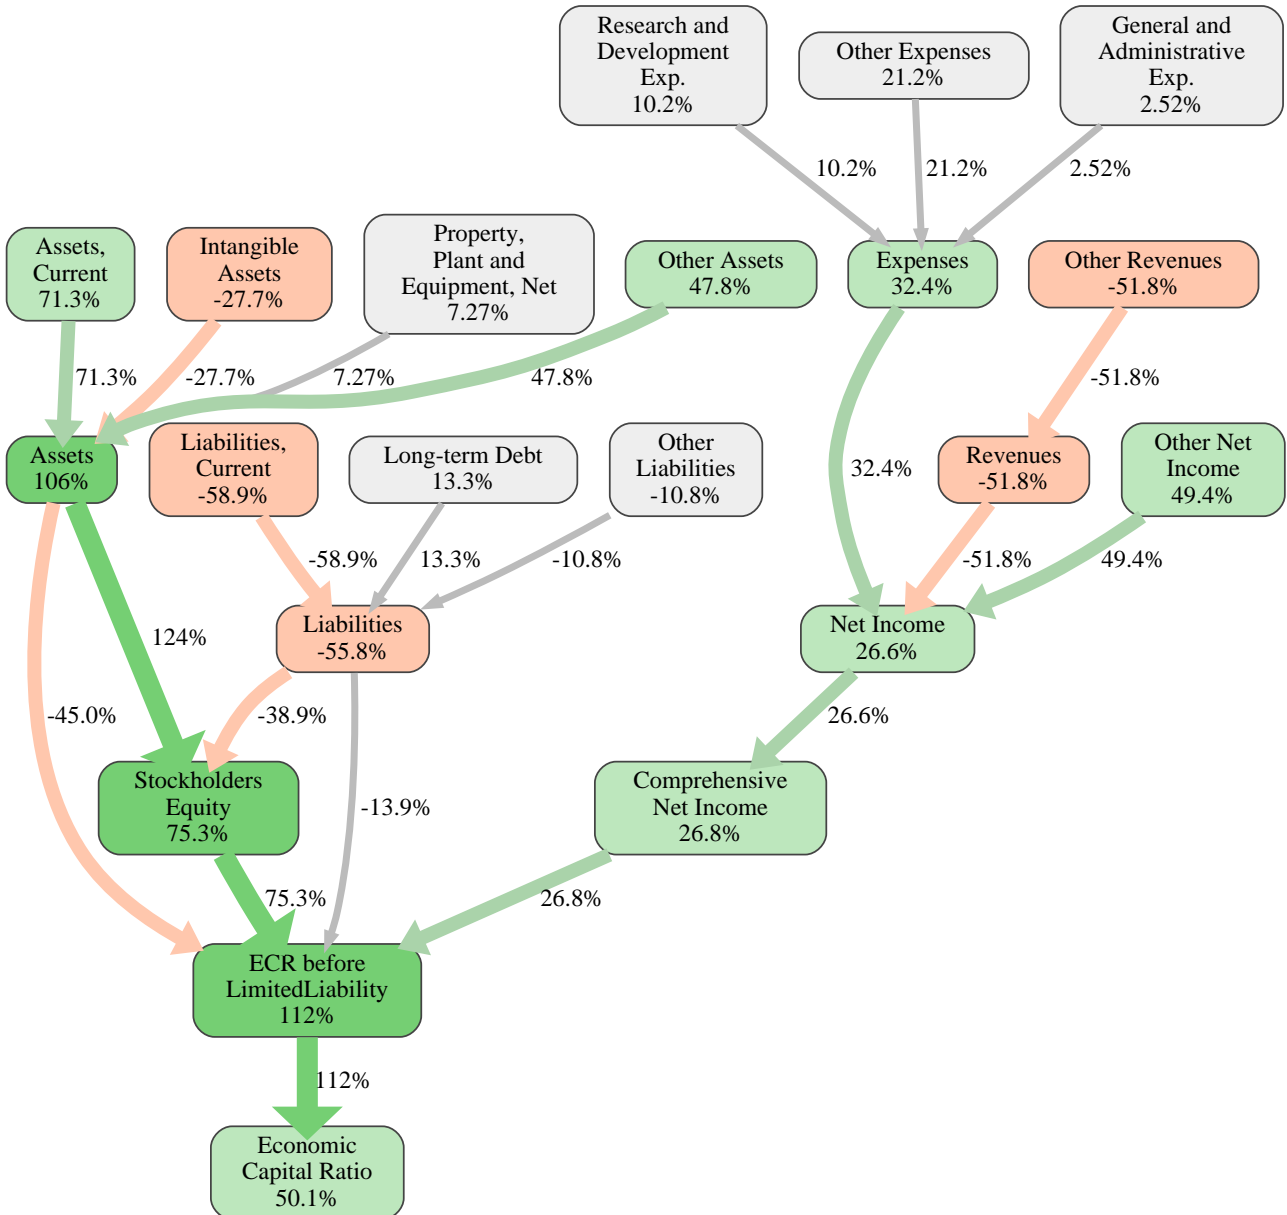 Research and
Development
Exp.
10.2%
Other Expenses
21.2%
General and
Administrative
Exp.
2.52%
10.2%
21.2%
2.52%
Assets,
Current
71.3%
Intangible
Assets
-27.7%
Property,
Plant and
Equipment, Net
7.27%
Other Assets
47.8%
Expenses
32.4%
Other Revenues
-51.8%
71.3%
-27.7%
7.27%
47.8%
-51.8%
Assets
106%
Liabilities,
Current
-58.9%
Long-term Debt
13.3%
Other
Liabilities
-10.8%
32.4%
Revenues
-51.8%
Other Net
Income
49.4%
-58.9%
13.3%
-10.8%
-51.8%
49.4%
124%
Liabilities
-55.8%
Net Income
26.6%
-45.0%
-38.9%
26.6%
Stockholders
Equity
75.3%
-13.9%
Comprehensive
Net Income
26.8%
75.3%
26.8%
ECR before
LimitedLiability
112%
112%
Economic
Capital Ratio
50.1%